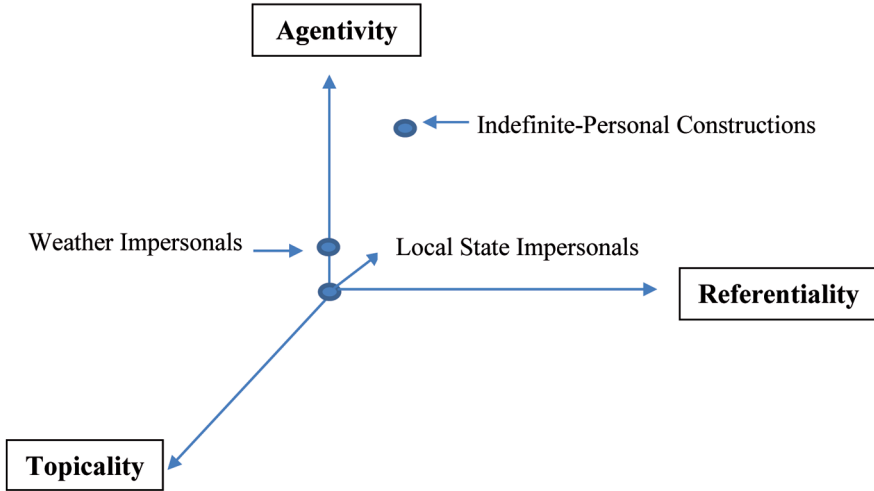 Agentivity
Indefinite-Personal Constructions
Weather Impersonals
Local State Impersonals
Referentiality
Topicality